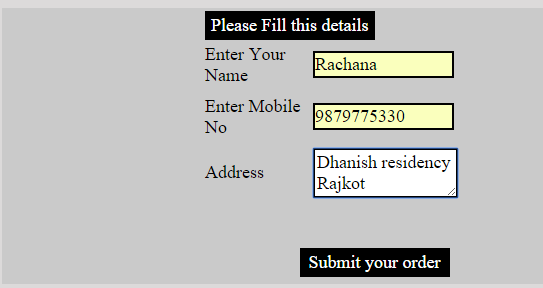 Please Fill this details
Enter Your
Name
Rachana
Enter Mobile
No
9879775330
Address
Dhanish residency
Rajkot
Submit your order